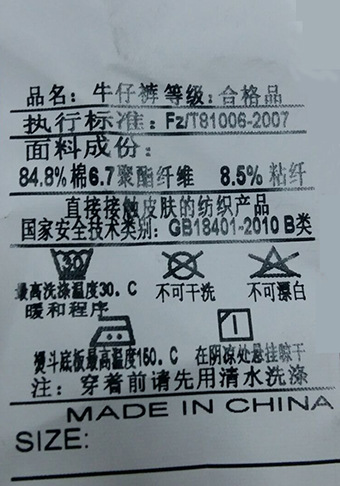 品名：牛仔裤等级：合格品
执行标准：Fz/T81006-2007
面料成份：
84.8%棉6.7聚酯纤维 8.5%粘纤
直接接触皮肤的纺织产品
国家安全技术类别：GB18401-2010 B类
30
最高洗涤温度30。C 不可干洗 不可漂白
暖和程序
熨斗底板最高温度150。C 在阴凉处悬挂晾干
注：穿着前请先用清水洗涤
MADE IN CHINA
SIZE: